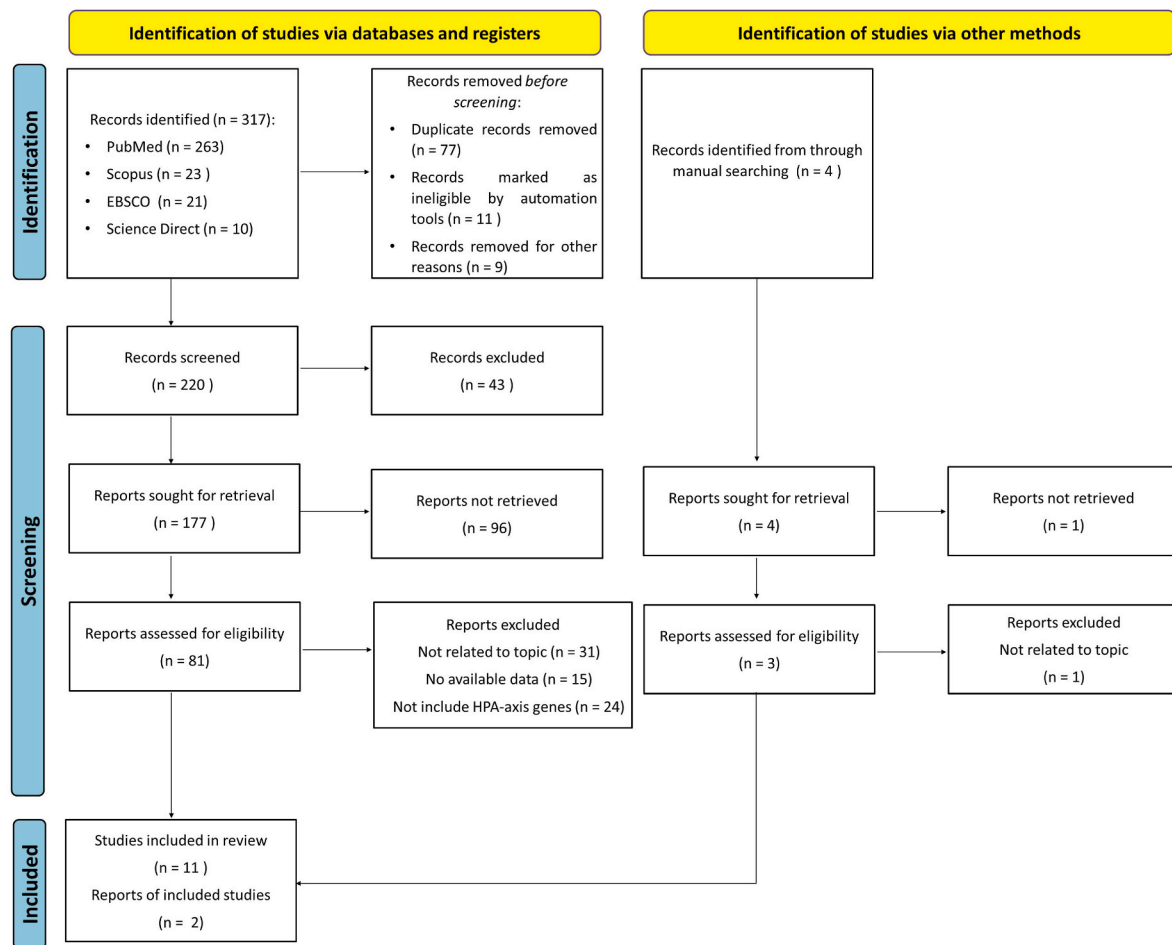 Identification of studies via databases and registers
Identification of studies via other methods
Identification
Records identified (n = 317):
• PubMed (n = 263)
• Scopus (n = 23 )
• EBSCO (n = 21)
• Science Direct (n = 10)
Records removed before
screening:
• Duplicate records removed
(n = 77)
• Records marked as
ineligible by automation
tools (n = 11 )
• Records removed for other
reasons (n = 9)
Records identified from through
manual searching (n = 4 )
Screening
Records screened
(n = 220 )
Records excluded
(n = 43 )
Reports sought for retrieval
(n = 177 )
Reports not retrieved
(n = 96)
Reports sought for retrieval
(n = 4)
Reports not retrieved
(n = 1)
Reports assessed for eligibility
(n = 81)
Reports excluded
Not related to topic (n = 31)
No available data (n = 15)
Not include HPA-axis genes (n = 24)
Reports assessed for eligibility
(n = 3)
Reports excluded
Not related to topic
(n = 1)
Included
Studies included in review
(n = 11 )
Reports of included studies
(n = 2)